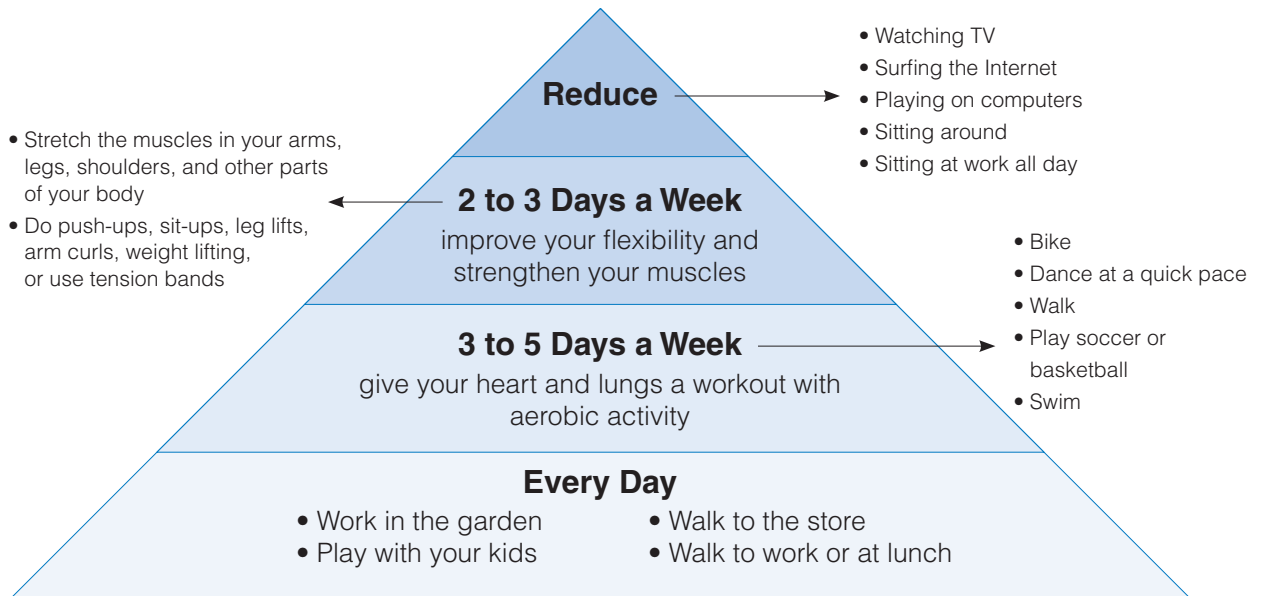 Reduce
• Watching TV
• Surfing the Internet
• Playing on computers
• Sitting around
• Sitting at work all day
2 to 3 Days a Week
improve your flexibility and
strengthen your muscles
• Stretch the muscles in your arms,
legs, shoulders, and other parts
of your body
• Do push-ups, sit-ups, leg lifts,
arm curls, weight lifting,
or use tension bands
3 to 5 Days a Week
give your heart and lungs a workout with
aerobic activity
• Bike
• Dance at a quick pace
• Walk
• Play soccer or
basketball
• Swim
Every Day
• Work in the garden
• Play with your kids
• Walk to the store
• Walk to work or at lunch